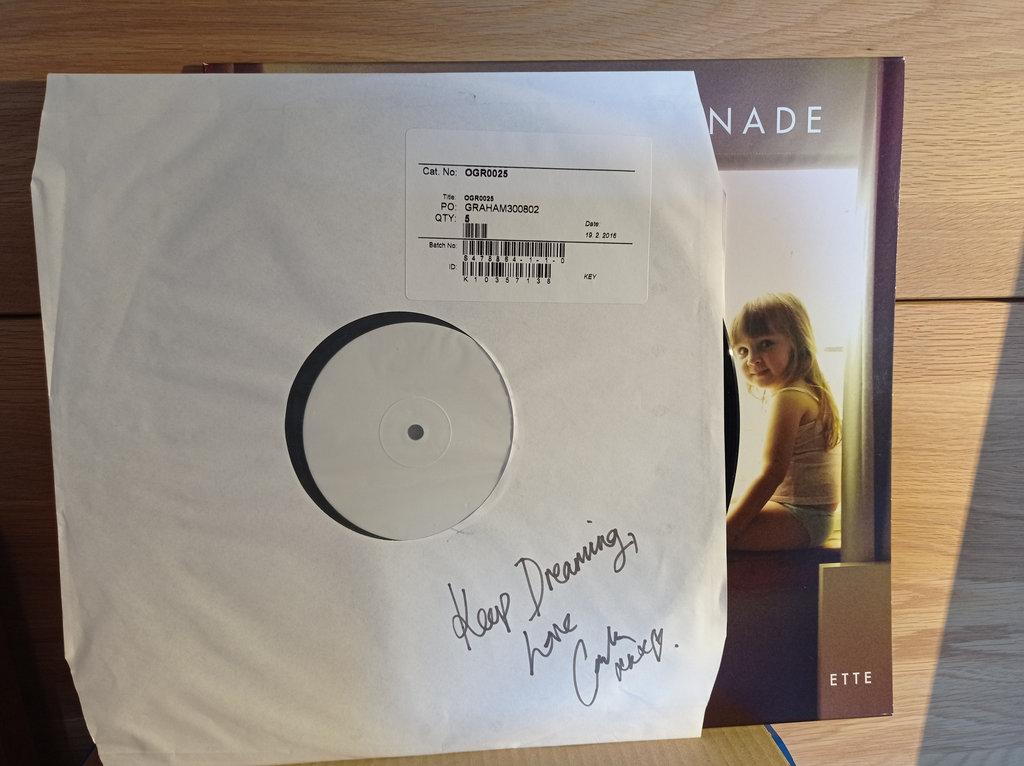 NADE
Cat. No: OGR0025
Title: OGR0025
PO: GRAHAM300802
QTY: 5
Date:
19. 2. 2016
Batch No:
ID:
K10357138
KEY
Keep Dreaming,
Love
ETTE